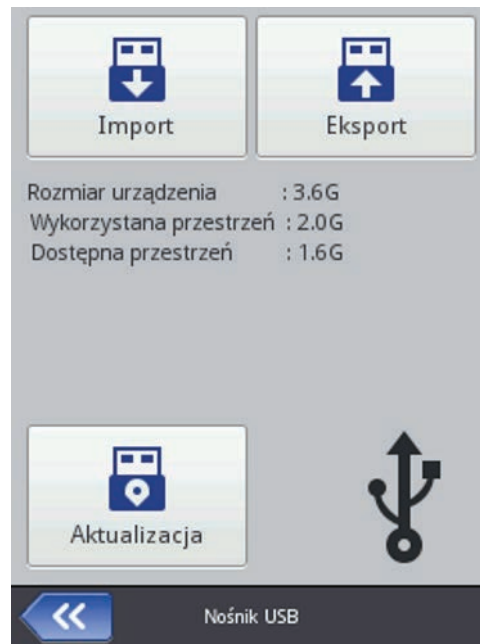 Import
Eksport
Rozmiar urządzenia : 3.6G
Wykorzystana przestrzeń : 2.0G
Dostępna przestrzeń : 1.6G
Aktualizacja
Nośnik USB